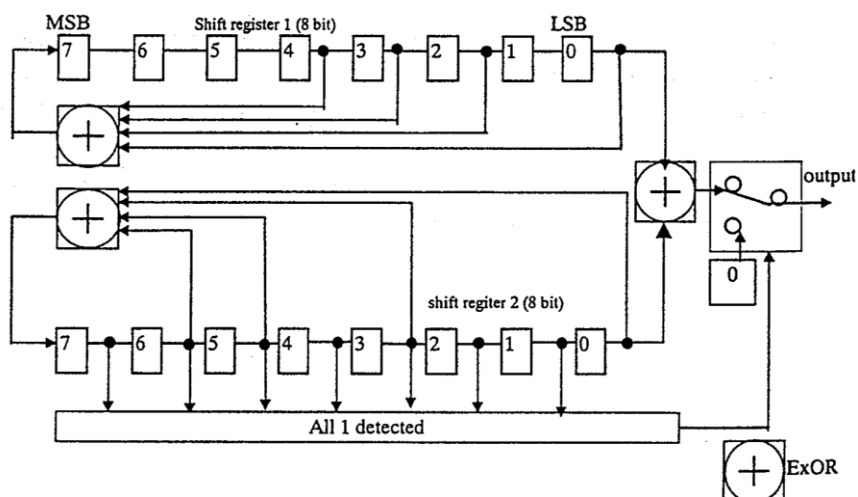 MSB Shift register 1 (8 bit) LSB
7 6 5 4 3 2 1 0
output
0
shift regiter 2 (8 bit)
7 6 5 4 3 2 1 0
All 1 detected
ExOR